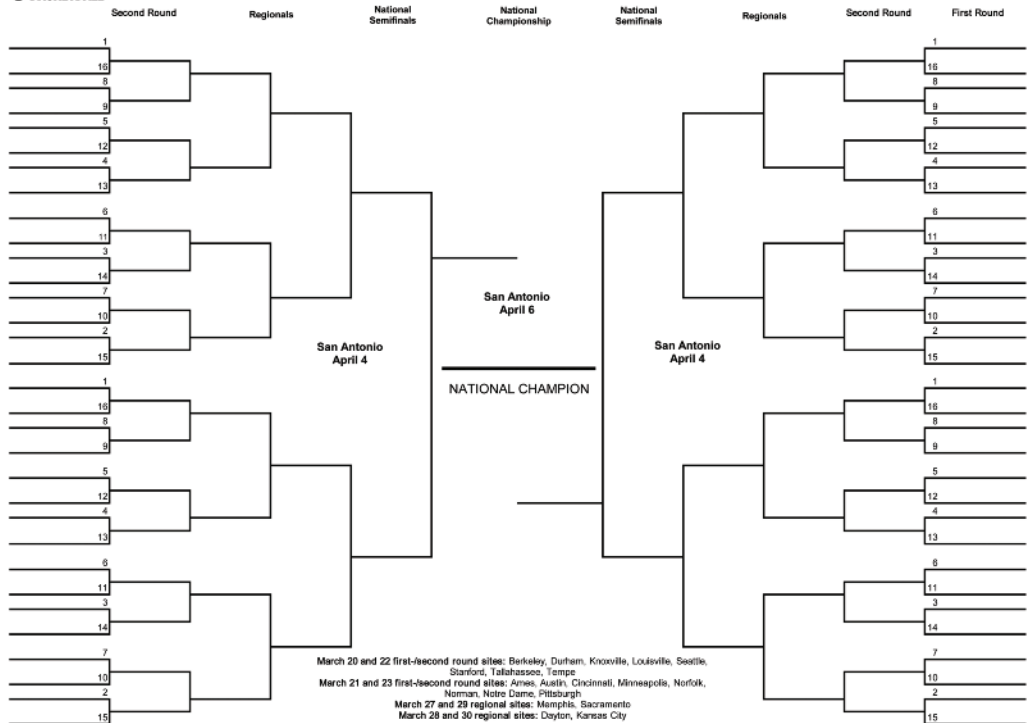 Second Round
Regionals
National
Semifinals
National
Championship
National
Semifinals
Regionals
Second Round
First Round
1
16
8
9
5
12
4
13
6
11
3
14
7
10
2
15
1
16
8
9
5
12
4
13
6
11
3
14
7
10
2
15
San Antonio
April 4
San Antonio
April 6
NATIONAL CHAMPION
San Antonio
April 4
1
16
8
9
5
12
4
13
6
11
3
14
7
10
2
15
1
16
8
9
5
12
4
13
6
11
3
14
7
10
2
15
March 20 and 22 first-/second round sites: Berkeley, Durham, Knoxville, Louisville, Seattle,
Stanford, Tallahassee, Tempe
March 21 and 23 first-/second round sites: Ames, Austin, Cincinnati, Minneapolis, Norfolk,
Norman, Notre Dame, Pittsburgh
March 27 and 29 regional sites: Memphis, Sacramento
March 28 and 30 regional sites: Dayton, Kansas City